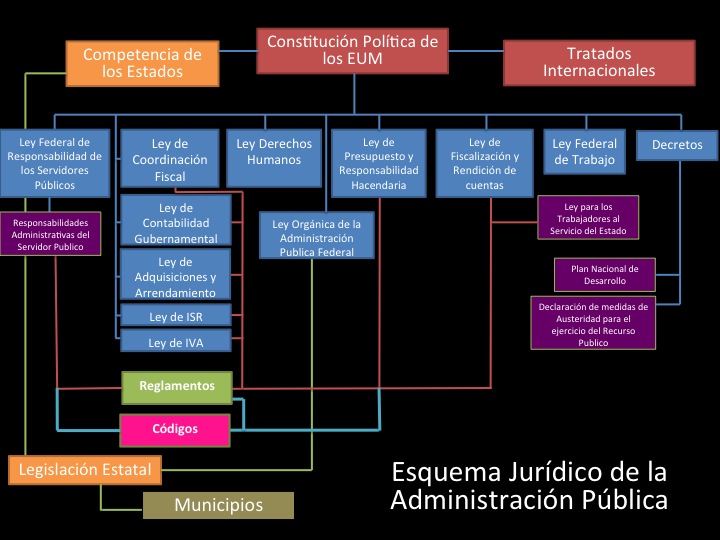 Competencia de
los Estados
Constitución Política de
los EUM
Tratados
Internacionales
Ley Federal de
Responsabilidad de
los Servidores
Públicos
Ley de
Coordinación
Fiscal
Ley Derechos
Humanos
Ley de
Presupuesto y
Responsabilidad
Hacendaria
Ley de
Fiscalización y
Rendición de
cuentas
Ley Federal
de Trabajo
Decretos
Responsabilidades
Administrativas del
Servidor Publico
Ley de
Contabilidad
Gubernamental
Ley Orgánica de la
Administración
Publica Federal
Ley para los
Trabajadores al
Servicio del Estado
Ley de
Adquisiciones y
Arrendamiento
Plan Nacional de
Desarrollo
Ley de ISR
Declaración de medidas de
Austeridad para el
ejercicio del Recurso
Publico
Ley de IVA
Reglamentos
Códigos
Legislación Estatal
Municipios
Esquema Jurídico de la
Administración Pública